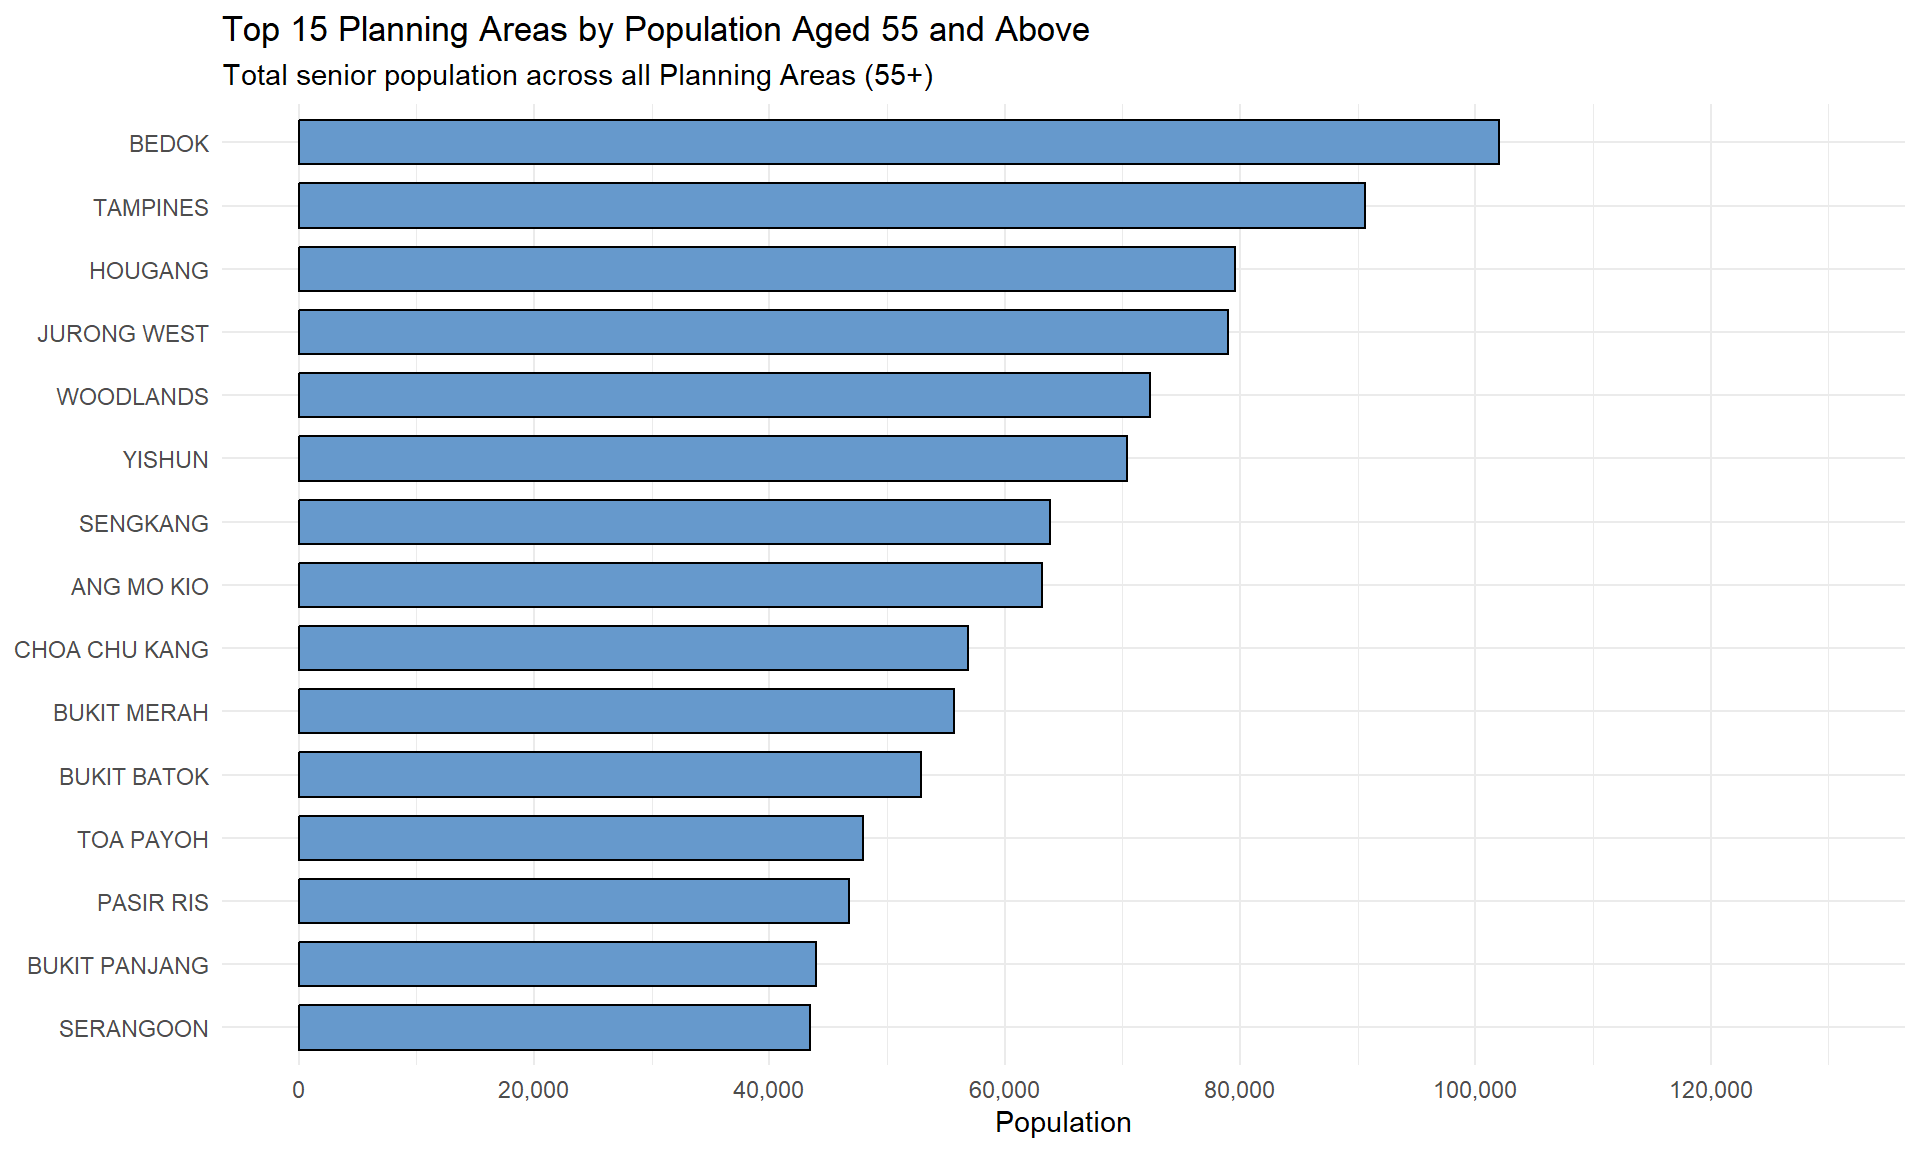 Top 15 Planning Areas by Population Aged 55 and Above
Total senior population across all Planning Areas (55+)
BEDOK
TAMPINES
HOUGANG
JURONG WEST
WOODLANDS
YISHUN
SENGKANG
ANG MO KIO
CHOA CHU KANG
BUKIT MERAH
BUKIT BATOK
TOA PAYOH
PASIR RIS
BUKIT PANJANG
SERANGOON
0 20,000 40,000 60,000 80,000 100,000 120,000
Population